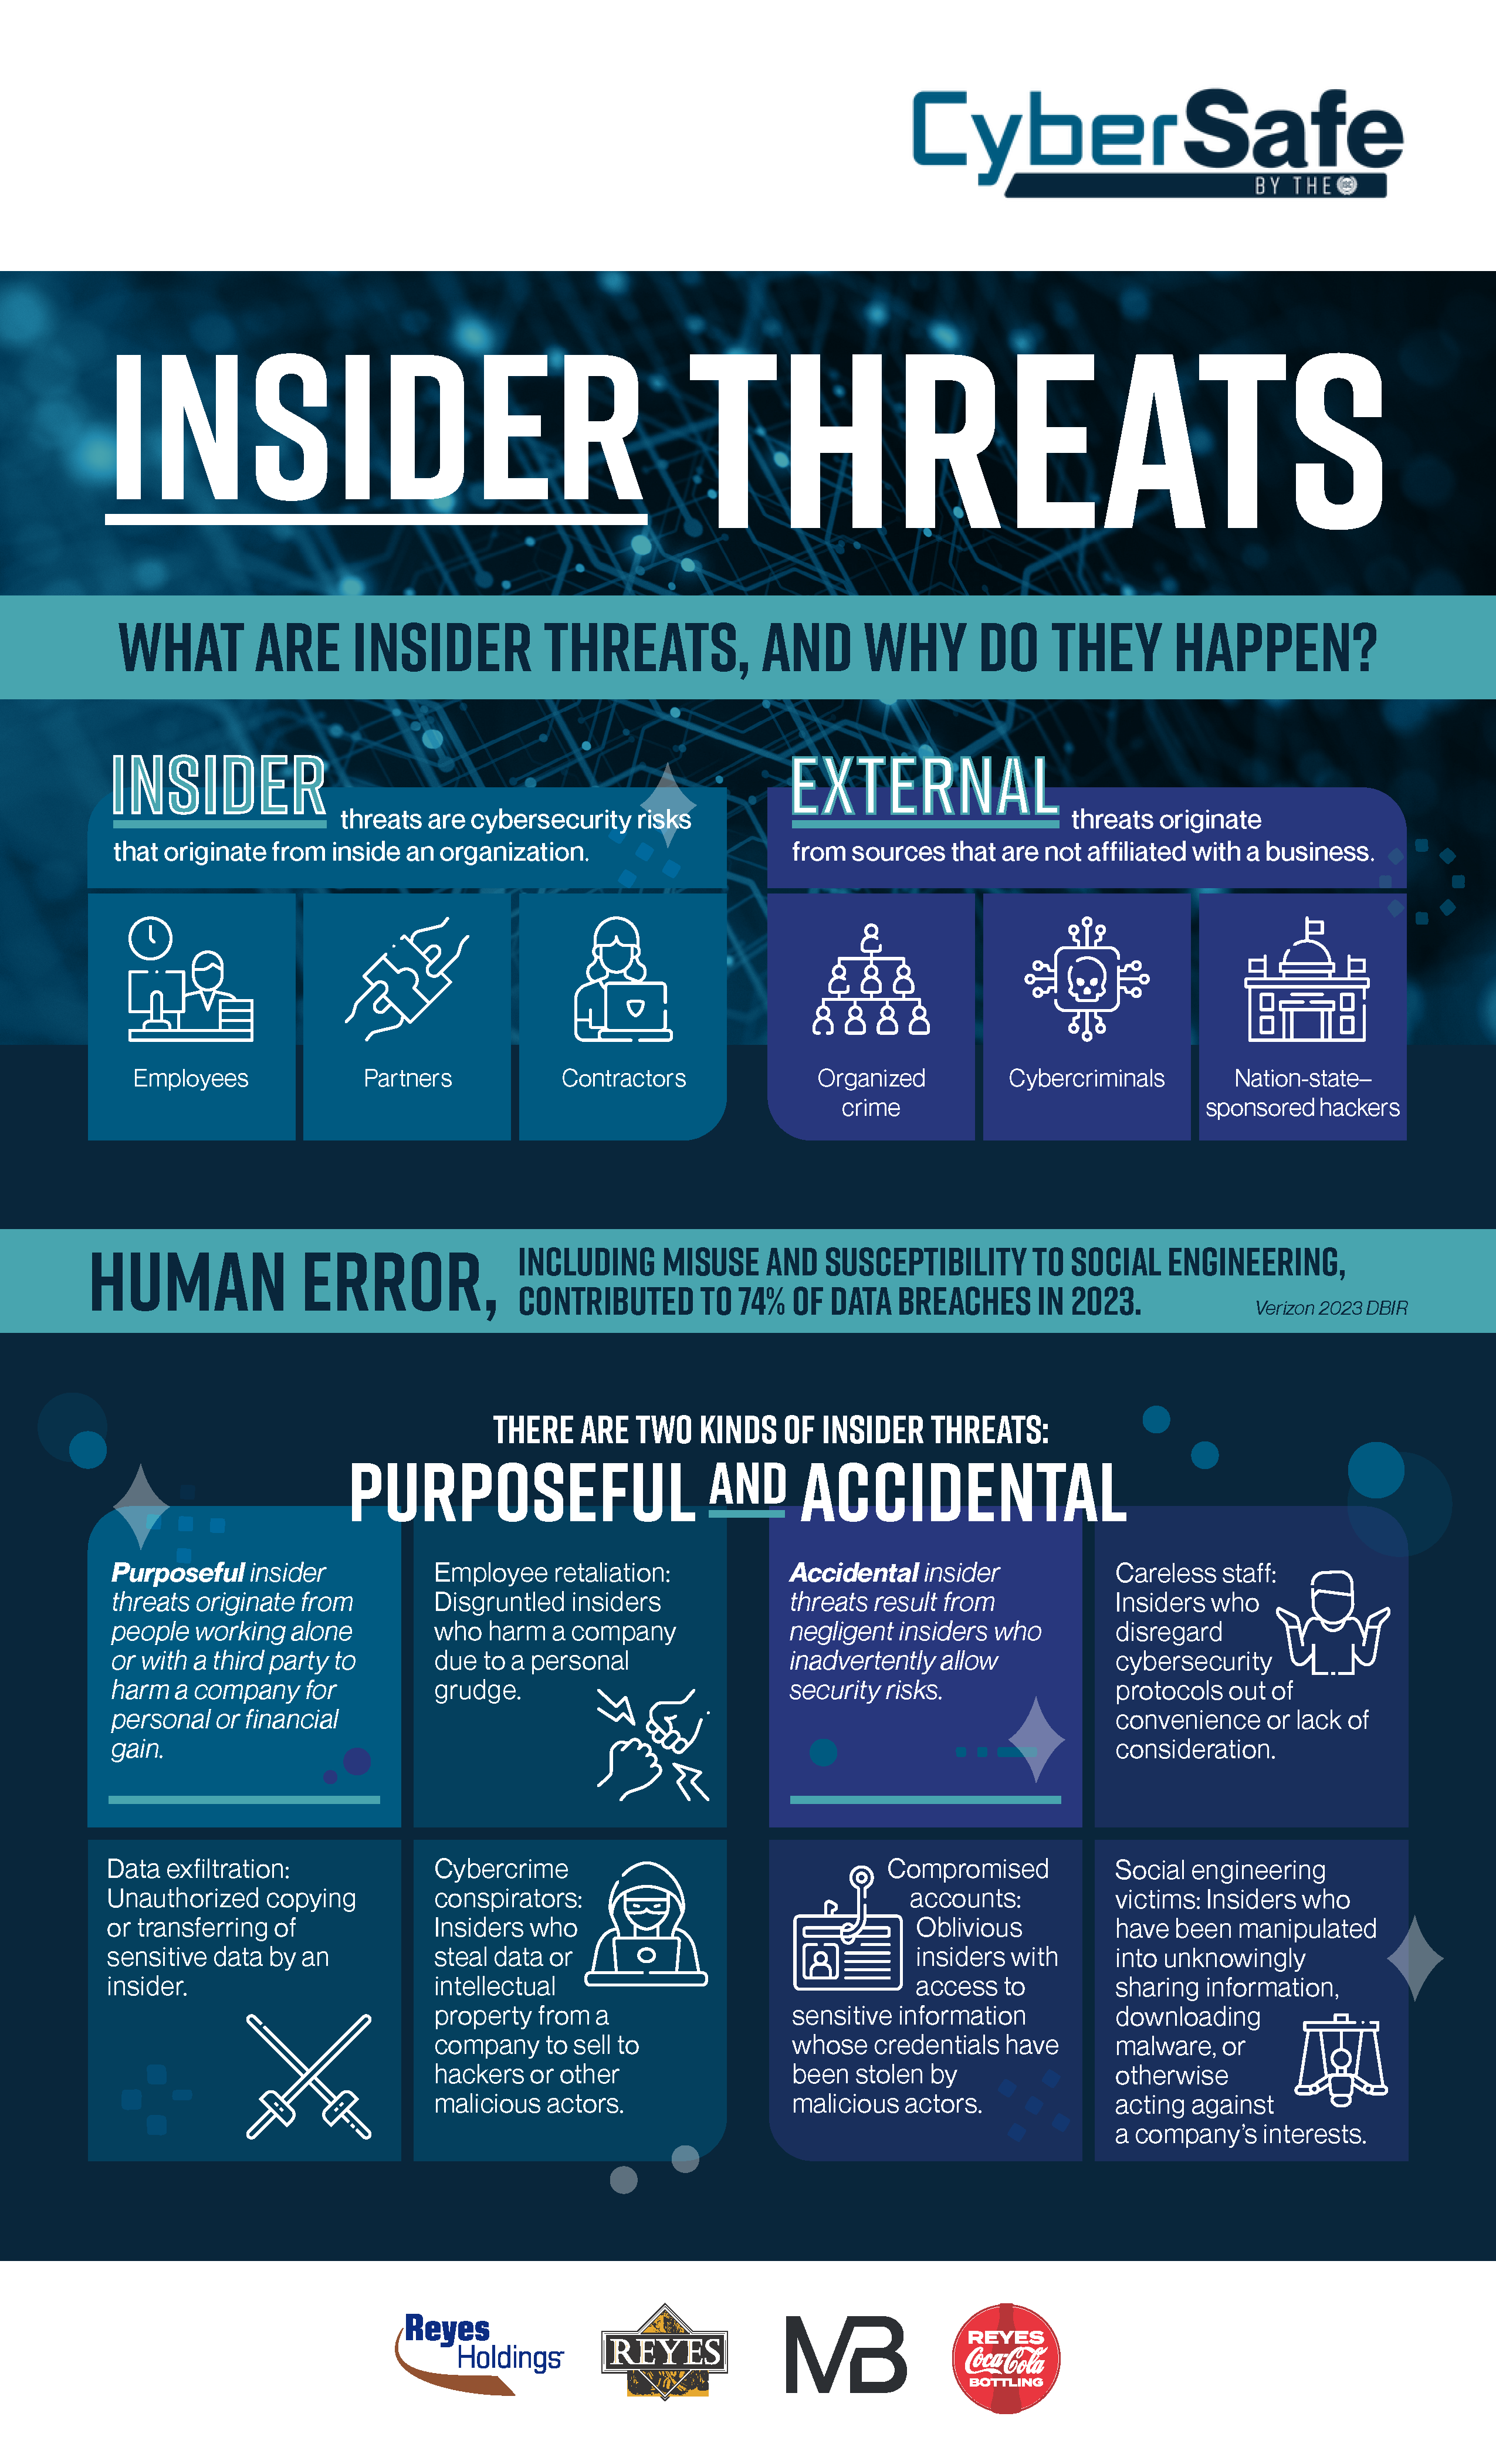 CyberSafe
BY THE ISC
INSIDER THREATS
WHAT ARE INSIDER THREATS, AND WHY DO THEY HAPPEN?
INSIDER threats are cybersecurity risks
that originate from inside an organization.
Employees
Partners
Contractors
EXTERNAL threats originate
from sources that are not affiliated with a business.
Organized
crime
Cybercriminals
Nation-state–
sponsored hackers
HUMAN ERROR,
INCLUDING MISUSE AND SUSCEPTIBILITY TO SOCIAL ENGINEERING,
CONTRIBUTED TO 74% OF DATA BREACHES IN 2023.
Verizon 2023 DBIR
THERE ARE TWO KINDS OF INSIDER THREATS:
PURPOSEFUL AND ACCIDENTAL
Purposeful insider
threats originate from
people working alone
or with a third party to
harm a company for
personal or financial
gain.
Employee retaliation:
Disgruntled insiders
who harm a company
due to a personal
grudge.
Data exfiltration:
Unauthorized copying
or transferring of
sensitive data by an
insider.
Cybercrime
conspirators:
Insiders who
steal data or
intellectual
property from a
company to sell to
hackers or other
malicious actors.
Accidental insider
threats result from
negligent insiders who
inadvertently allow
security risks.
Careless staff:
Insiders who
disregard
cybersecurity
protocols out of
convenience or lack of
consideration.
Compromised
accounts:
Oblivious
insiders with
access to
sensitive information
whose credentials have
been stolen by
malicious actors.
Social engineering
victims: Insiders who
have been manipulated
into unknowingly
sharing information,
downloading
malware, or
otherwise
acting against
a company's interests.
Reyes
Holdings
REYES
MB
REYES
Coca-Cola
BOTTLING